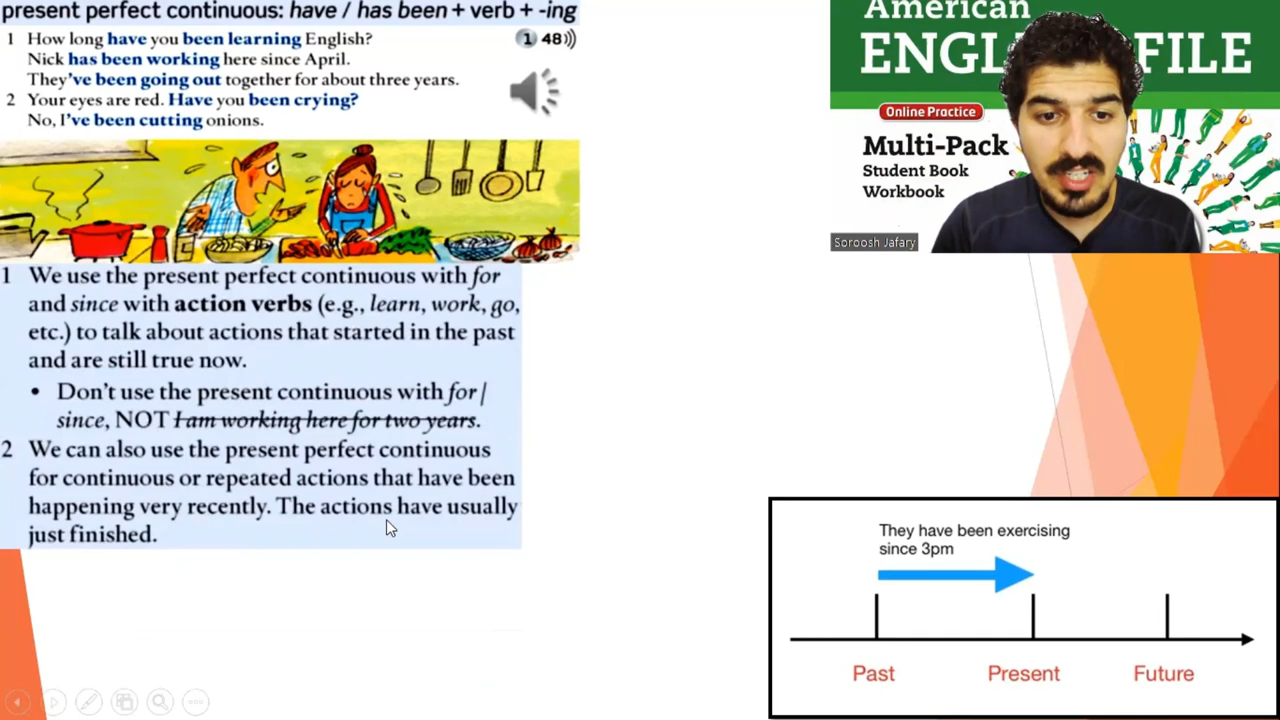 present perfect continuous: have / has been + verb + -ing
1 How long have you been learning English?
1 48
Nick has been working here since April.
They've been going out together for about three years.
2 Your eyes are red. Have you been crying?
No, I've been cutting onions.
1 We use the present perfect continuous with for
and since with action verbs (e.g., learn, work, go,
etc.) to talk about actions that started in the past
and are still true now.
• Don't use the present continuous with for /
since, NOT I am working here for two years.
2 We can also use the present perfect continuous
for continuous or repeated actions that have been
happening very recently. The actions have usually
just finished.
American
ENGL FILE
Online Practice
Multi-Pack
Student Book
Workbook
Soroosh Jafary
They have been exercising
since 3pm
Past Present Future